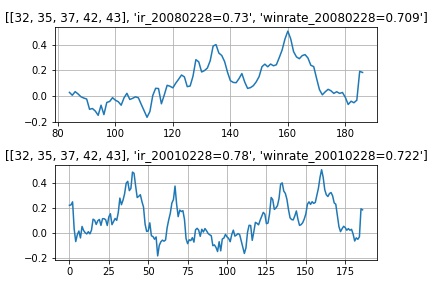 [[32, 35, 37, 42, 43], 'ir_20080228=0.73', 'winrate_20080228=0.709']
0.4
0.2
0.0
−0.2
80 100 120 140 160 180
[[32, 35, 37, 42, 43], 'ir_20010228=0.78', 'winrate_20010228=0.722']
0.4
0.2
0.0
−0.2
0 25 50 75 100 125 150 175